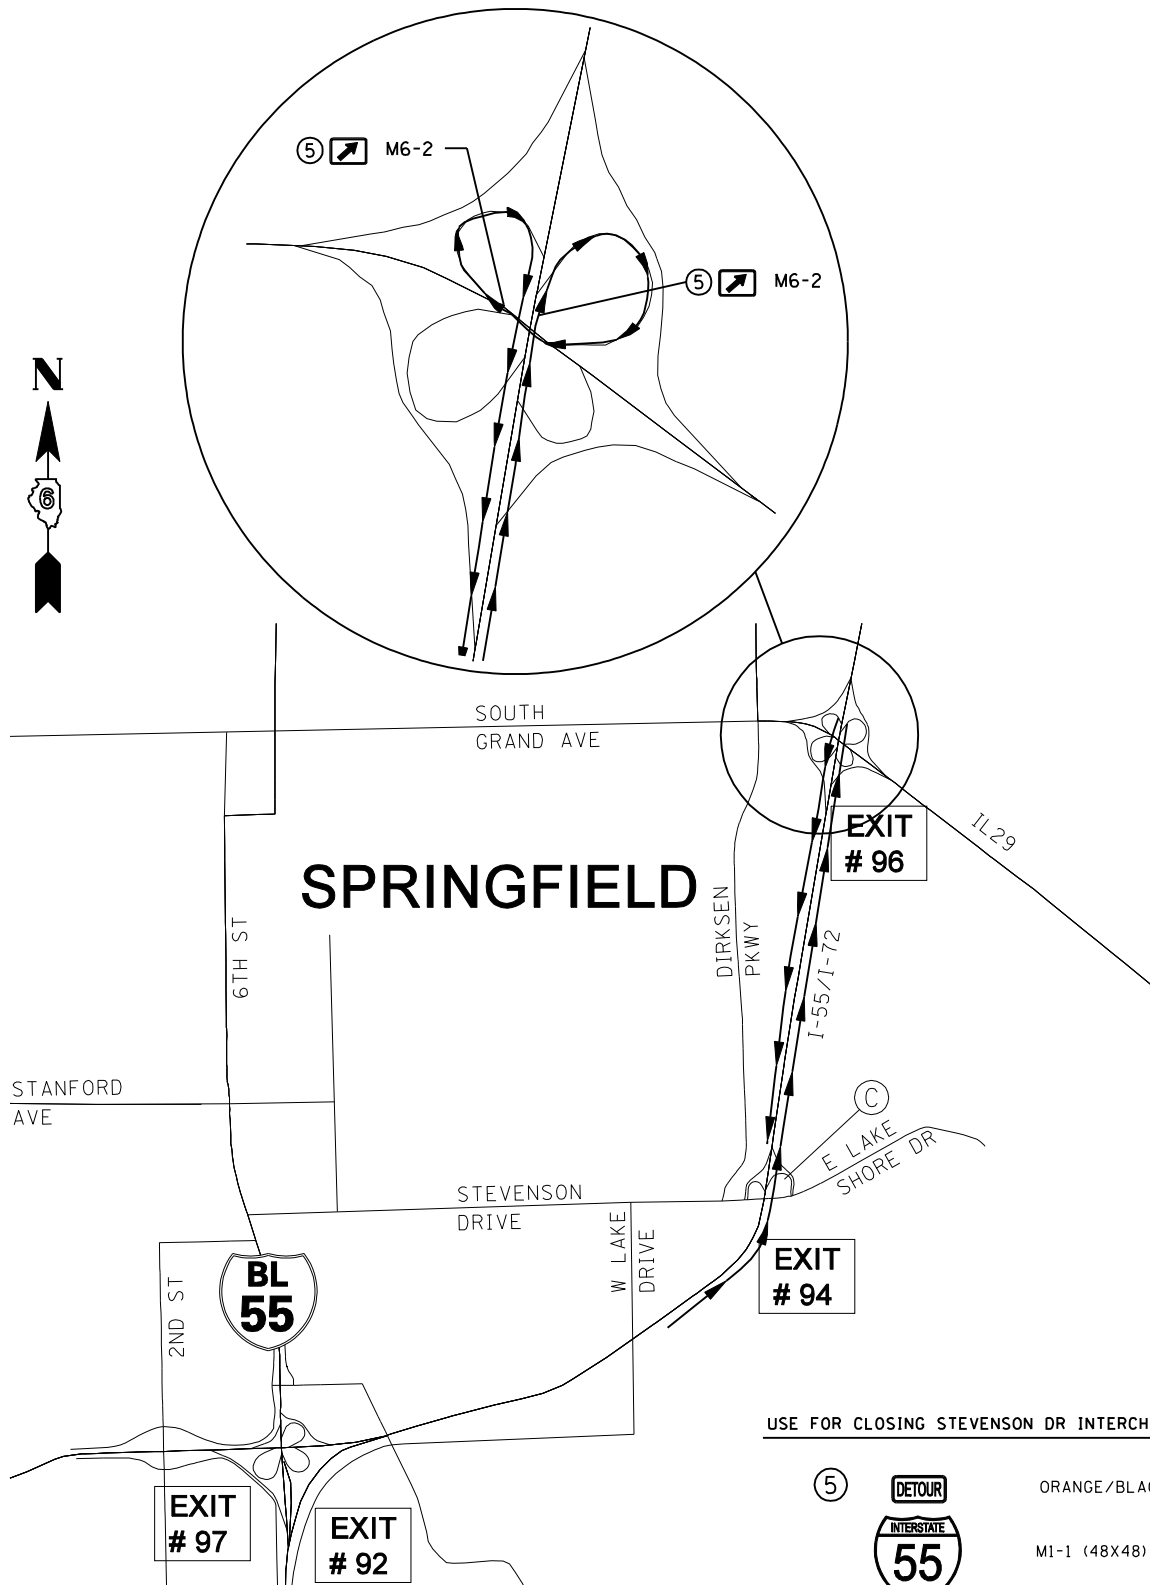 5 M6-2
5 M6-2
N
6
SOUTH
GRAND AVE
EXIT
# 96
IL29
SPRINGFIELD
DIRKSEN
PKWY
6TH ST
I-55/I-72
STANFORD
AVE
C
E LAKE
SHORE DR
STEVENSON
DRIVE
W LAKE
DRIVE
EXIT
# 94
BL
55
2ND ST
USE FOR CLOSING STEVENSON DR INTERCH
5 DETOUR ORANGE/BLA
INTERSTATE
55 M1-1 (48X48)
EXIT
# 97
EXIT
# 92